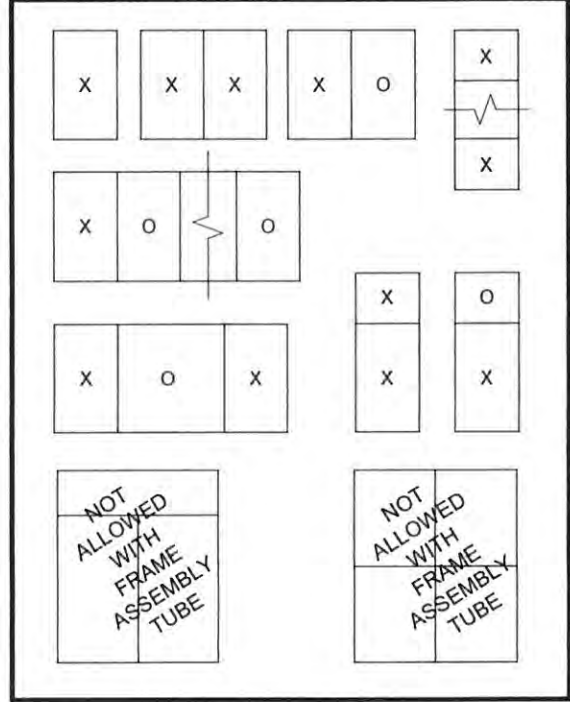 X
X X
X O
X
X
X O O
X
X
O
X
X O X
NOT
ALLOWED
WITH
FRAME
ASSEMBLY
TUBE
NOT
ALLOWED
WITH
FRAME
ASSEMBLY
TUBE